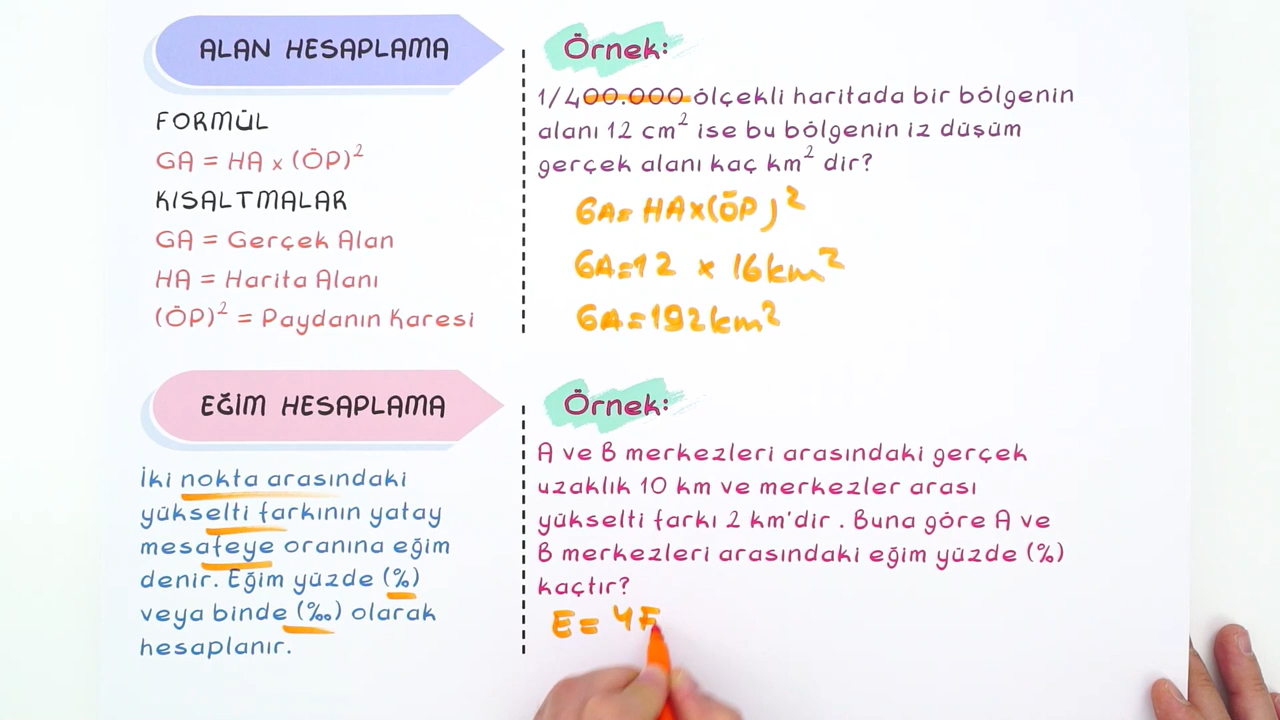 ALAN HESAPLAMA
FORMÜL
GA = HA x (ÖP)²
KISALTMALAR
GA = Gerçek Alan
HA = Harita Alanı
(ÖP)² = Paydanın Karesi
Örnek:
1/400.000 ölçekli haritada bir bölgenin
alanı 12 cm² ise bu bölgenin iz düşüm
gerçek alanı kaç km² dir?
GA=HAx(ÖP)²
GA=12 x 16km²
GA=192km²
EĞİM HESAPLAMA
İki nokta arasındaki
yükselti farkının yatay
mesafeye oranına eğim
denir. Eğim yüzde (%)
veya binde (‰) olarak
hesaplanır.
Örnek:
A ve B merkezleri arasındaki gerçek
uzaklık 10 km ve merkezler arası
yükselti farkı 2 km'dir . Buna göre A ve
B merkezleri arasındaki eğim yüzde (%)
kaçtır?
E= YF